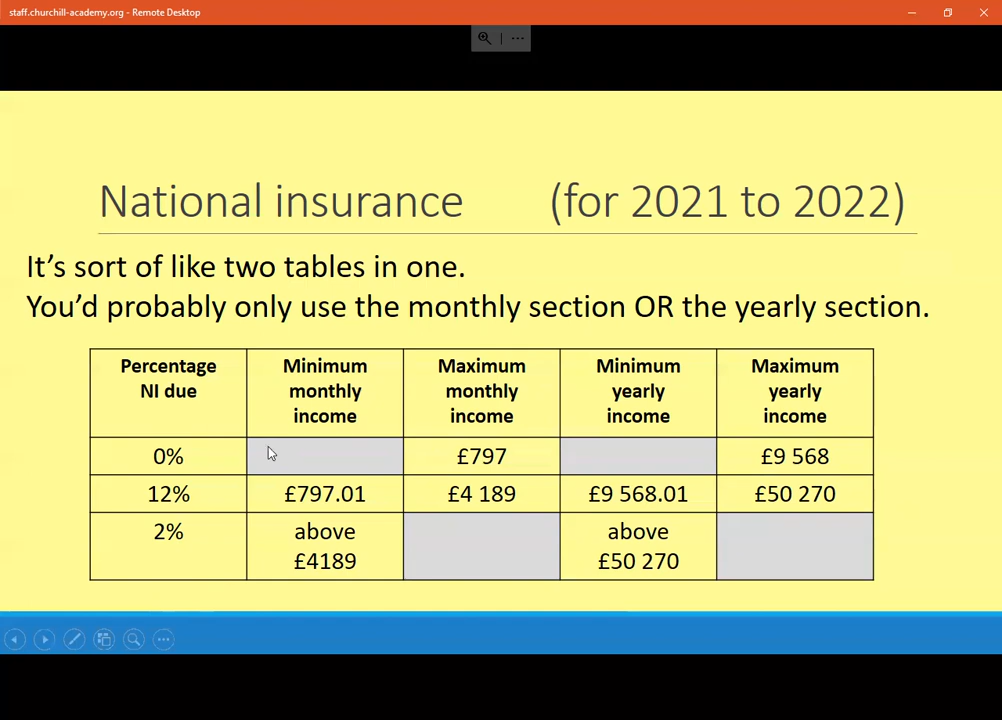 staff.churchill-academy.org - Remote Desktop
National insurance (for 2021 to 2022)
It's sort of like two tables in one.
You'd probably only use the monthly section OR the yearly section.
Percentage NI due Minimum monthly income Maximum monthly income Minimum yearly income Maximum yearly income
0% £797 £9 568
12% £797.01 £4 189 £9 568.01 £50 270
2% above £4189 above £50 270